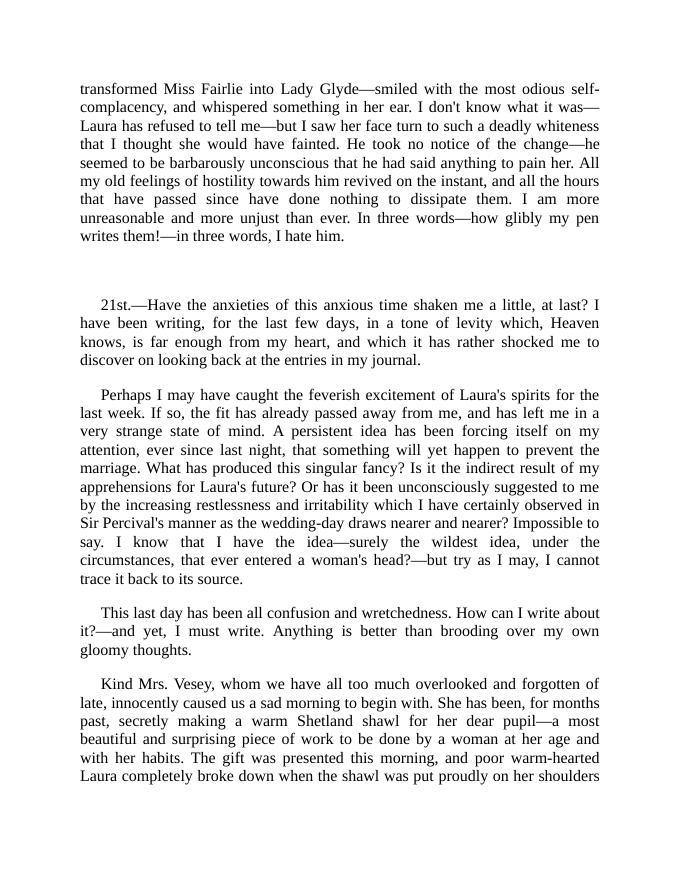 transformed Miss Fairlie into Lady Glyde—smiled with the most odious self-
complacency, and whispered something in her ear. I don't know what it was—
Laura has refused to tell me—but I saw her face turn to such a deadly whiteness
that I thought she would have fainted. He took no notice of the change—he
seemed to be barbarously unconscious that he had said anything to pain her. All
my old feelings of hostility towards him revived on the instant, and all the hours
that have passed since have done nothing to dissipate them. I am more
unreasonable and more unjust than ever. In three words—how glibly my pen
writes them!—in three words, I hate him.
21st.—Have the anxieties of this anxious time shaken me a little, at last? I
have been writing, for the last few days, in a tone of levity which, Heaven
knows, is far enough from my heart, and which it has rather shocked me to
discover on looking back at the entries in my journal.
Perhaps I may have caught the feverish excitement of Laura's spirits for the
last week. If so, the fit has already passed away from me, and has left me in a
very strange state of mind. A persistent idea has been forcing itself on my
attention, ever since last night, that something will yet happen to prevent the
marriage. What has produced this singular fancy? Is it the indirect result of my
apprehensions for Laura's future? Or has it been unconsciously suggested to me
by the increasing restlessness and irritability which I have certainly observed in
Sir Percival's manner as the wedding-day draws nearer and nearer? Impossible to
say. I know that I have the idea—surely the wildest idea, under the
circumstances, that ever entered a woman's head?—but try as I may, I cannot
trace it back to its source.
This last day has been all confusion and wretchedness. How can I write about
it?—and yet, I must write. Anything is better than brooding over my own
gloomy thoughts.
Kind Mrs. Vesey, whom we have all too much overlooked and forgotten of
late, innocently caused us a sad morning to begin with. She has been, for months
past, secretly making a warm Shetland shawl for her dear pupil—a most
beautiful and surprising piece of work to be done by a woman at her age and
with her habits. The gift was presented this morning, and poor warm-hearted
Laura completely broke down when the shawl was put proudly on her shoulders